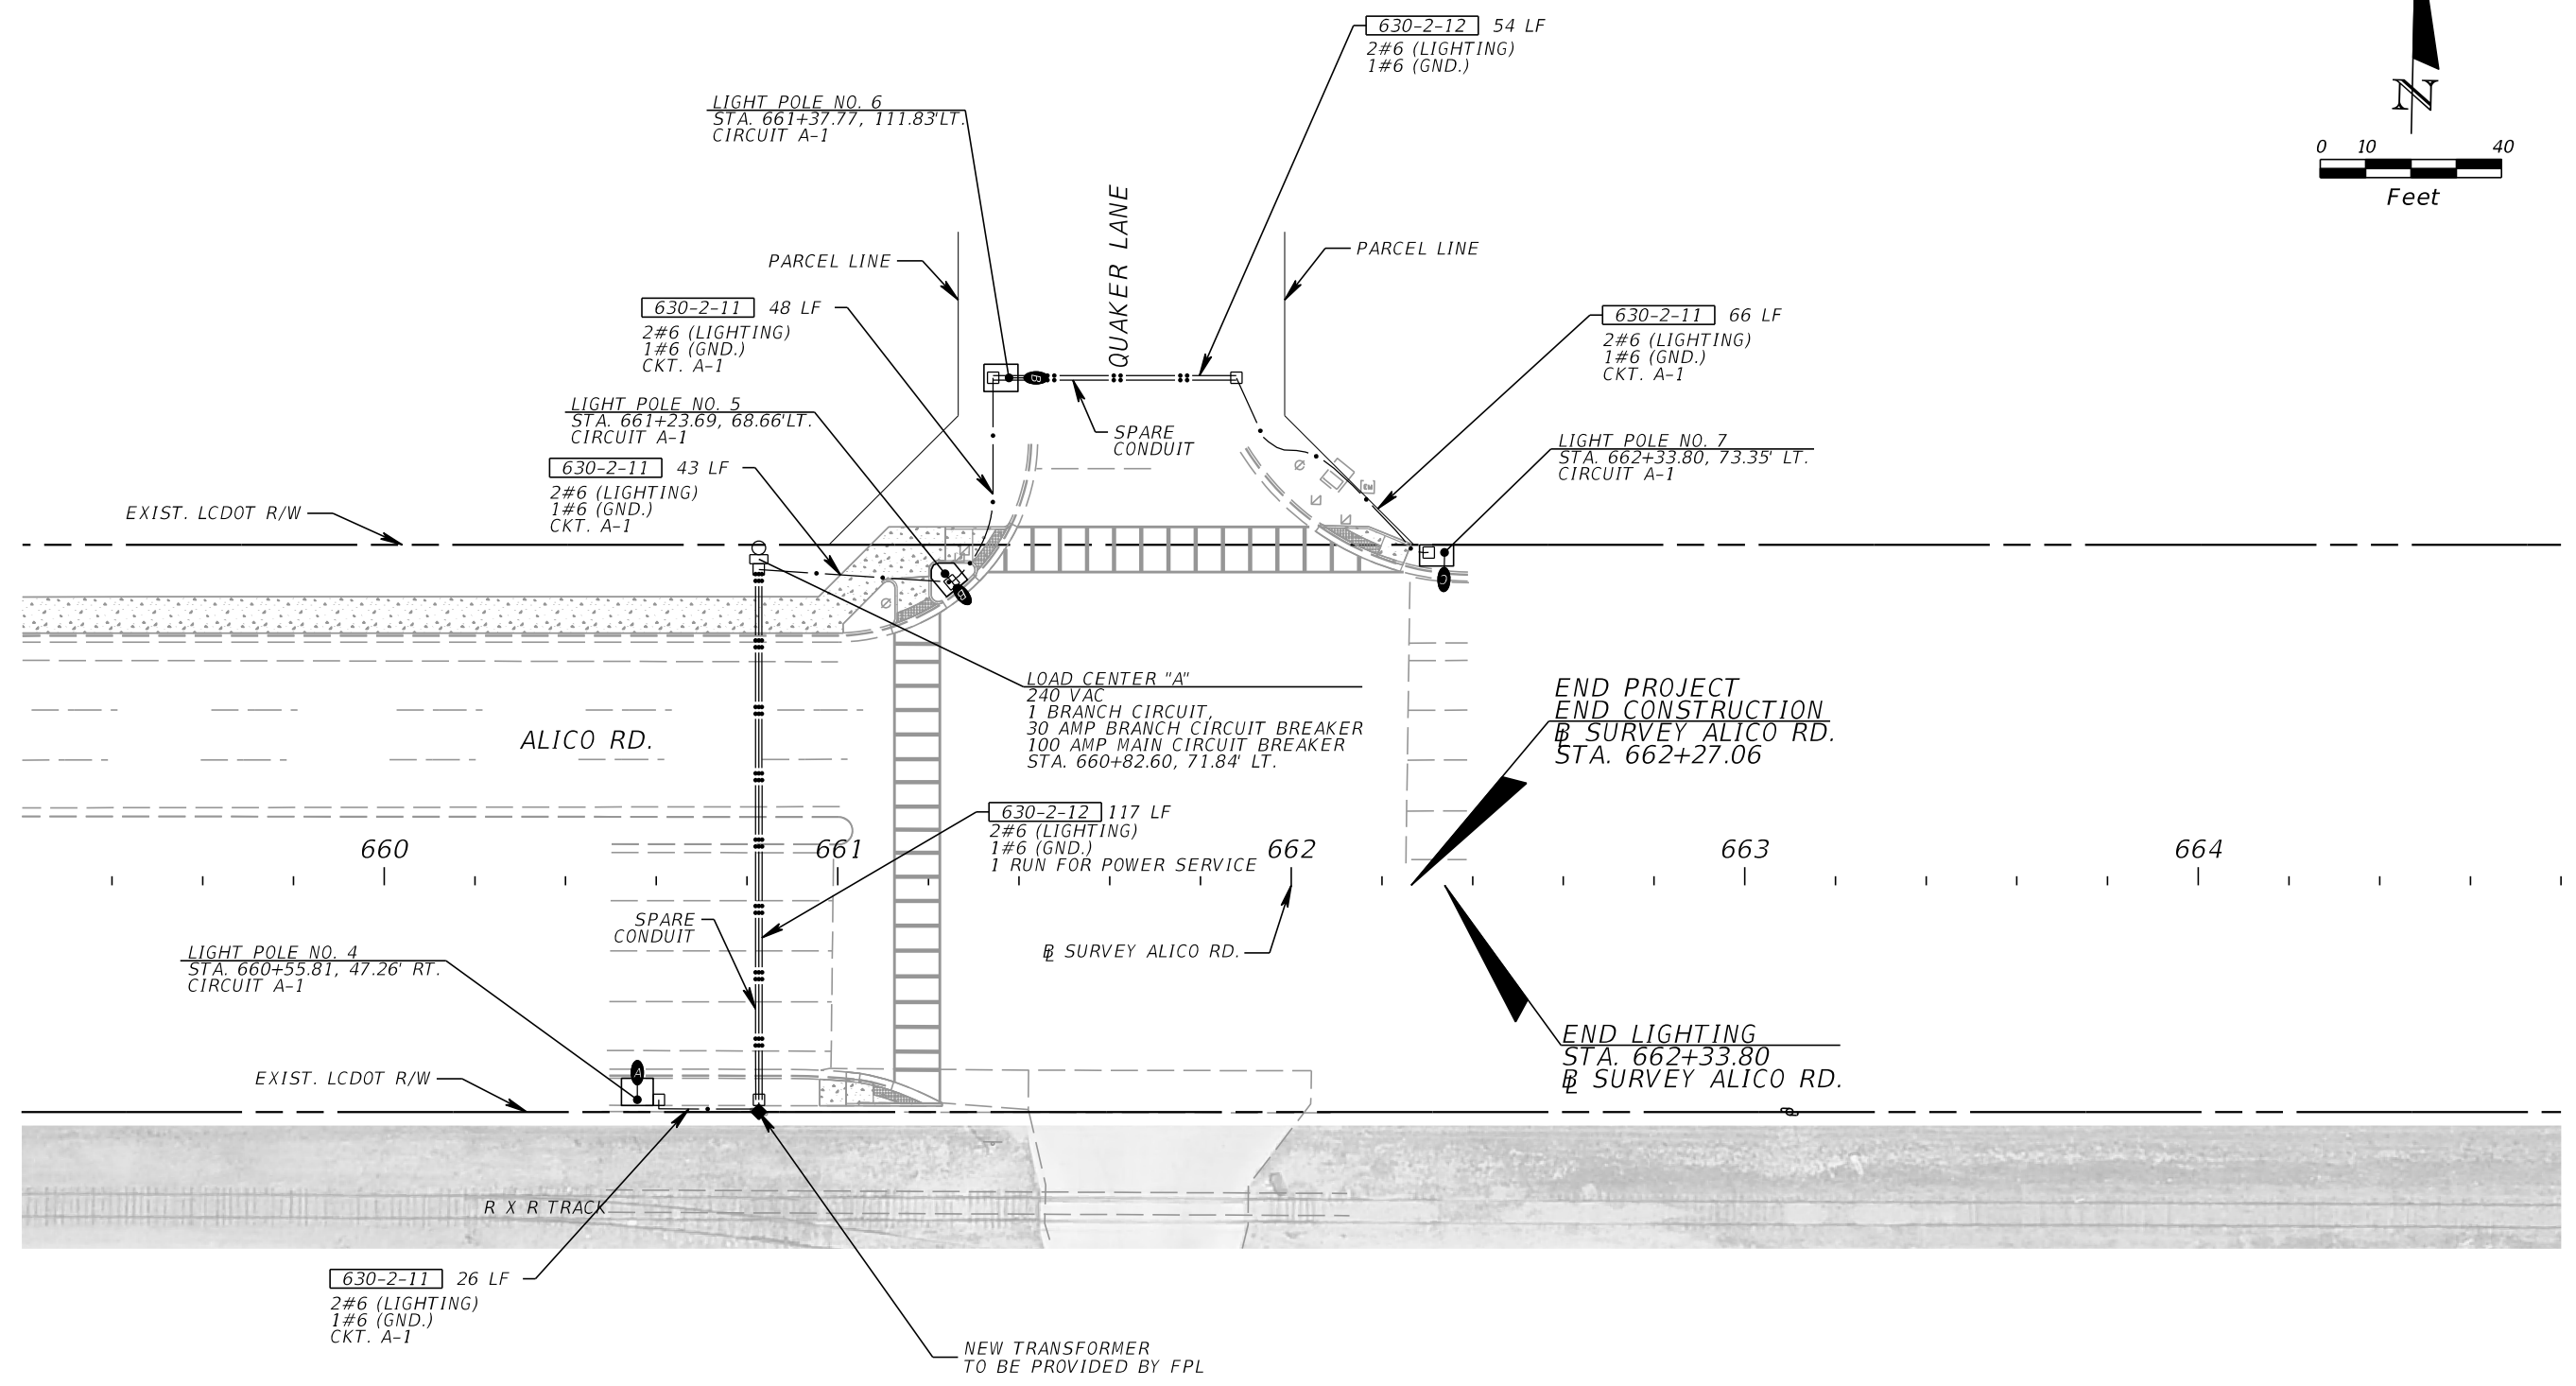 630-2-12 54 LF
2#6 (LIGHTING)
1#6 (GND.)
N
0 10 40
Feet
LIGHT POLE NO. 6
STA. 661+37.77, 111.83'LT.
CIRCUIT A-1
QUAKER LANE
PARCEL LINE
PARCEL LINE
630-2-11 48 LF
2#6 (LIGHTING)
1#6 (GND.)
CKT. A-1
630-2-11 66 LF
2#6 (LIGHTING)
1#6 (GND.)
CKT. A-1
B
SPARE
CONDUIT
LIGHT POLE NO. 5
STA. 661+23.69, 68.66'LT.
CIRCUIT A-1
LIGHT POLE NO. 7
STA. 662+33.80, 73.35' LT.
CIRCUIT A-1
630-2-11 43 LF
2#6 (LIGHTING)
1#6 (GND.)
CKT. A-1
EXIST. LCDOT R/W
B
C
LOAD CENTER "A"
240 VAC
1 BRANCH CIRCUIT,
30 AMP BRANCH CIRCUIT BREAKER
100 AMP MAIN CIRCUIT BREAKER
STA. 660+82.60, 71.84' LT.
END PROJECT
END CONSTRUCTION
BL SURVEY ALICO RD.
STA. 662+27.06
ALICO RD.
630-2-12 117 LF
2#6 (LIGHTING)
1#6 (GND.)
1 RUN FOR POWER SERVICE
660 661 662 663 664
SPARE
CONDUIT
BL SURVEY ALICO RD.
LIGHT POLE NO. 4
STA. 660+55.81, 47.26' RT.
CIRCUIT A-1
END LIGHTING
STA. 662+33.80
BL SURVEY ALICO RD.
EXIST. LCDOT R/W
A
R X R TRACK
630-2-11 26 LF
2#6 (LIGHTING)
1#6 (GND.)
CKT. A-1
NEW TRANSFORMER
TO BE PROVIDED BY FPL